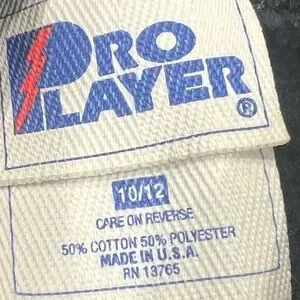 PRO
PLAYER®
10/12
CARE ON REVERSE
50% COTTON 50% POLYESTER
MADE IN U.S.A.
RN 13765